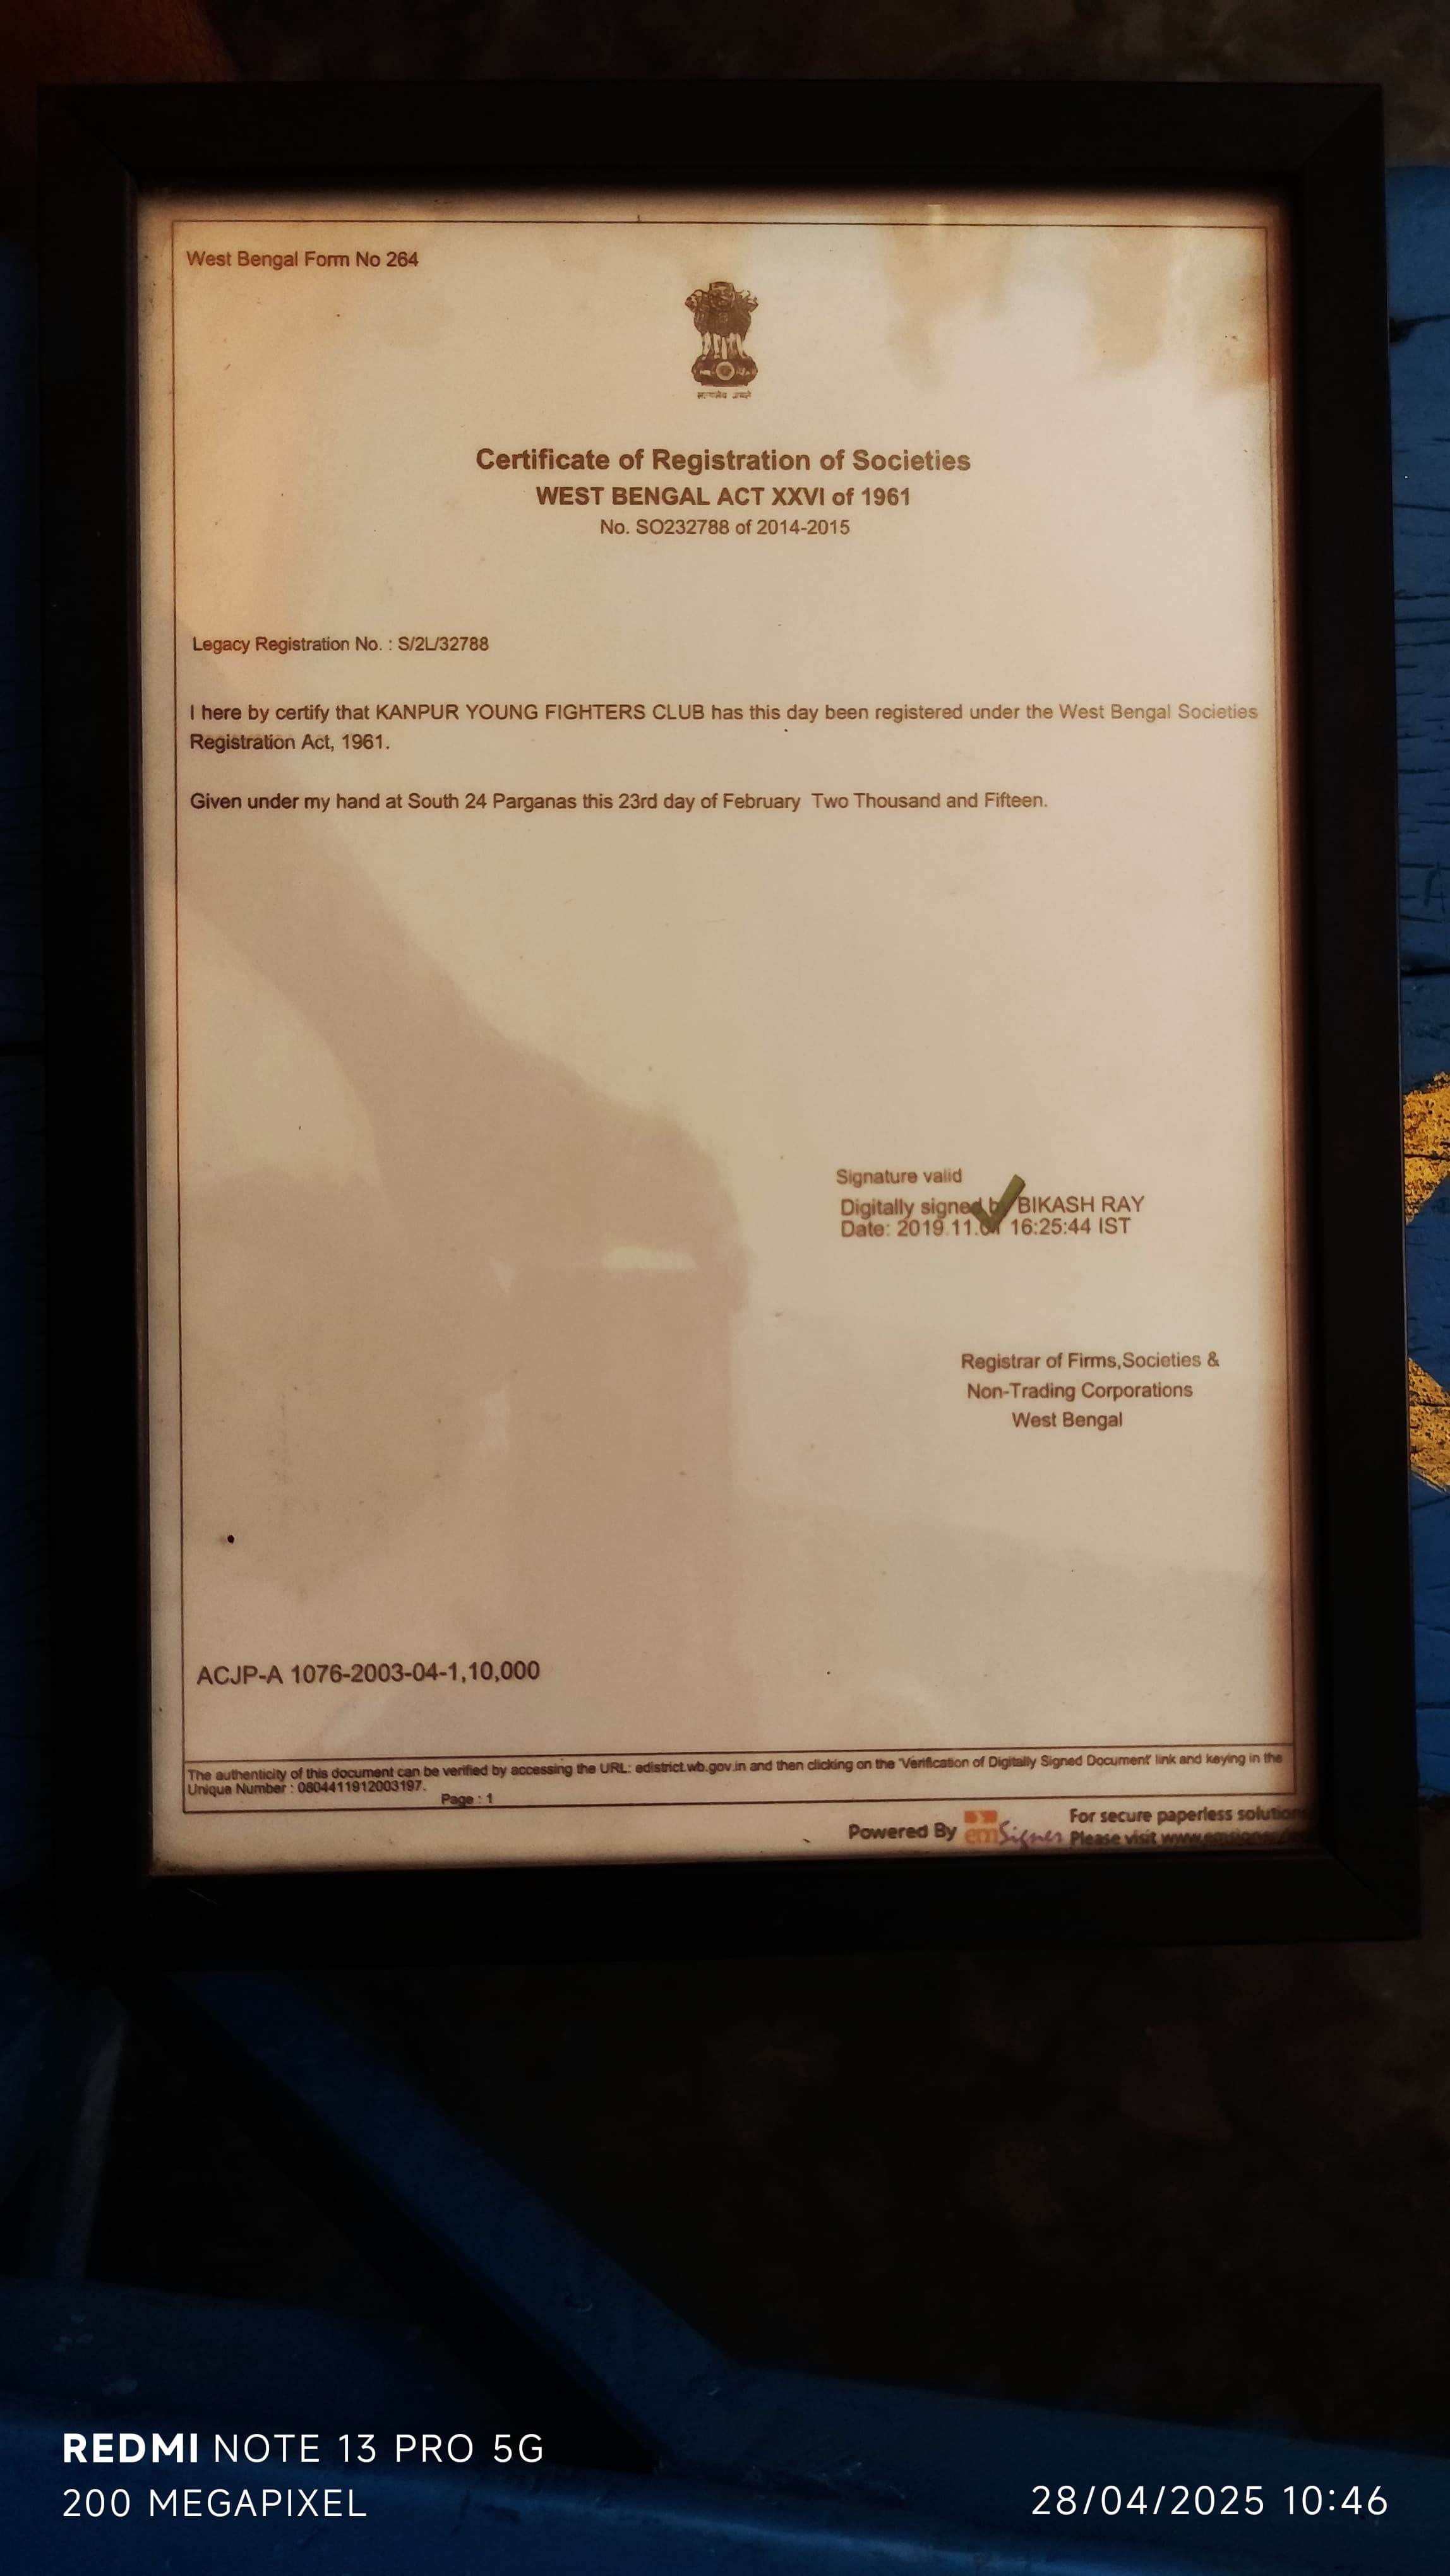 West Bengal Form No 264
सत्यमेव जयते
Certificate of Registration of Societies
WEST BENGAL ACT XXVI of 1961
No. SO232788 of 2014-2015
Legacy Registration No. : S/2L/32788
I here by certify that KANPUR YOUNG FIGHTERS CLUB has this day been registered under the West Bengal Societies
Registration Act, 1961.
Given under my hand at South 24 Parganas this 23rd day of February Two Thousand and Fifteen.
Signature valid
Digitally signed by BIKASH RAY
Date: 2019.11. 16:25:44 IST
Registrar of Firms,Societies &
Non-Trading Corporations
West Bengal
ACJP-A 1076-2003-04-1,10,000
The authenticity of this document can be verified by accessing the URL: edistrict.wb.gov.in and then clicking on the 'Verification of Digitally Signed Document' link and keying in the
Unique Number : 0804411912003197.
Page : 1
Powered By emSigner
For secure paperless solutions
Please visit
REDMI NOTE 13 PRO 5G
200 MEGAPIXEL
28/04/2025 10:46